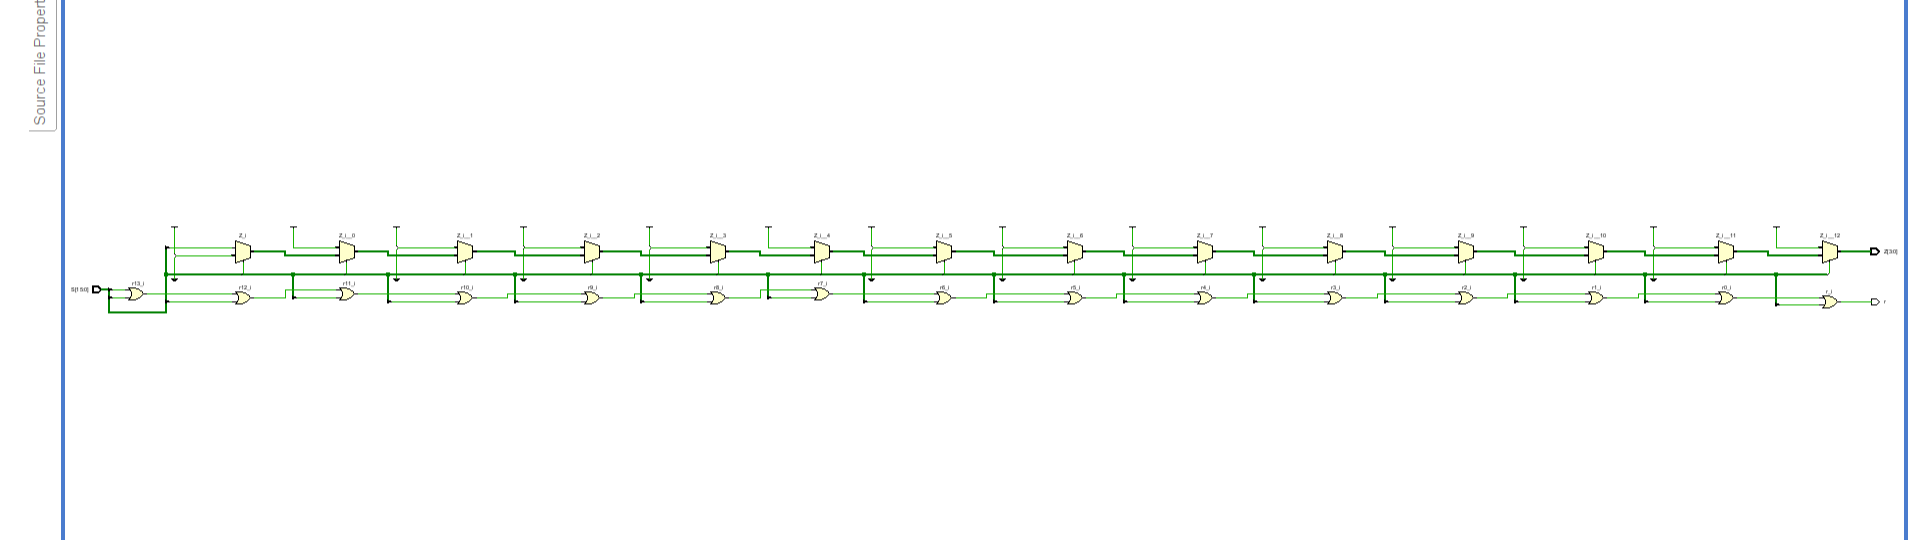 Source File Propert
Z_i
Z_i__0
Z_i__1
Z_i__2
Z_i__3
Z_i__4
Z_i__5
Z_i__6
Z_i__7
Z_i__8
Z_i__9
Z_i__10
Z_i__11
Z_i__12
Z[3:0]
S[15:0]
r13_i
r12_i
r11_i
r10_i
r9_i
r8_i
r7_i
r6_i
r5_i
r4_i
r3_i
r2_i
r1_i
r0_i
r_i
r